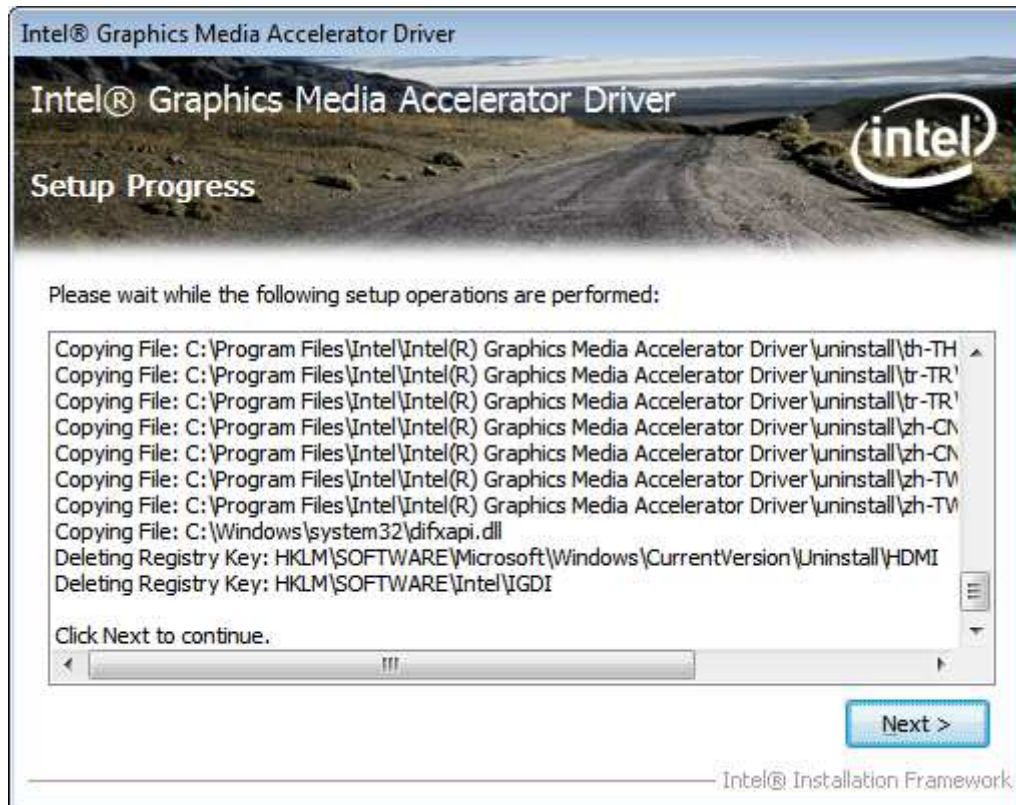 Intel® Graphics Media Accelerator Driver
Intel® Graphics Media Accelerator Driver
intel
Setup Progress
Please wait while the following setup operations are performed:
Copying File: C:\Program Files\Intel\Intel(R) Graphics Media Accelerator Driver\uninstall\th-TH
Copying File: C:\Program Files\Intel\Intel(R) Graphics Media Accelerator Driver\uninstall\tr-TR\
Copying File: C:\Program Files\Intel\Intel(R) Graphics Media Accelerator Driver\uninstall\tr-TR\
Copying File: C:\Program Files\Intel\Intel(R) Graphics Media Accelerator Driver\uninstall\zh-CN
Copying File: C:\Program Files\Intel\Intel(R) Graphics Media Accelerator Driver\uninstall\zh-CN
Copying File: C:\Program Files\Intel\Intel(R) Graphics Media Accelerator Driver\uninstall\zh-TW
Copying File: C:\Program Files\Intel\Intel(R) Graphics Media Accelerator Driver\uninstall\zh-TW
Copying File: C:\Windows\system32\difxapi.dll
Deleting Registry Key: HKLM\SOFTWARE\Microsoft\Windows\CurrentVersion\Uninstall\HDMI
Deleting Registry Key: HKLM\SOFTWARE\Intel\IGDI
Click Next to continue.
Next >
Intel® Installation Framework